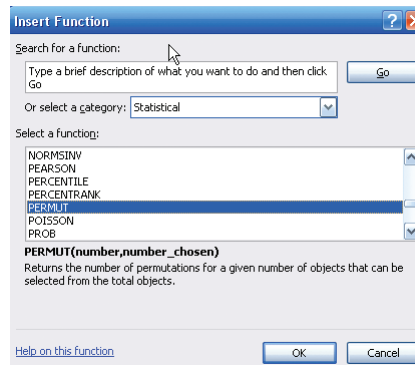 Insert Function
Search for a function:
Type a brief description of what you want to do and then click
Go
Go
Or select a category: Statistical
Select a function:
NORMSINV
PEARSON
PERCENTILE
PERCENTRANK
PERMUT
POISSON
PROB
PERMUT(number,number_chosen)
Returns the number of permutations for a given number of objects that can be
selected from the total objects.
Help on this function
OK
Cancel